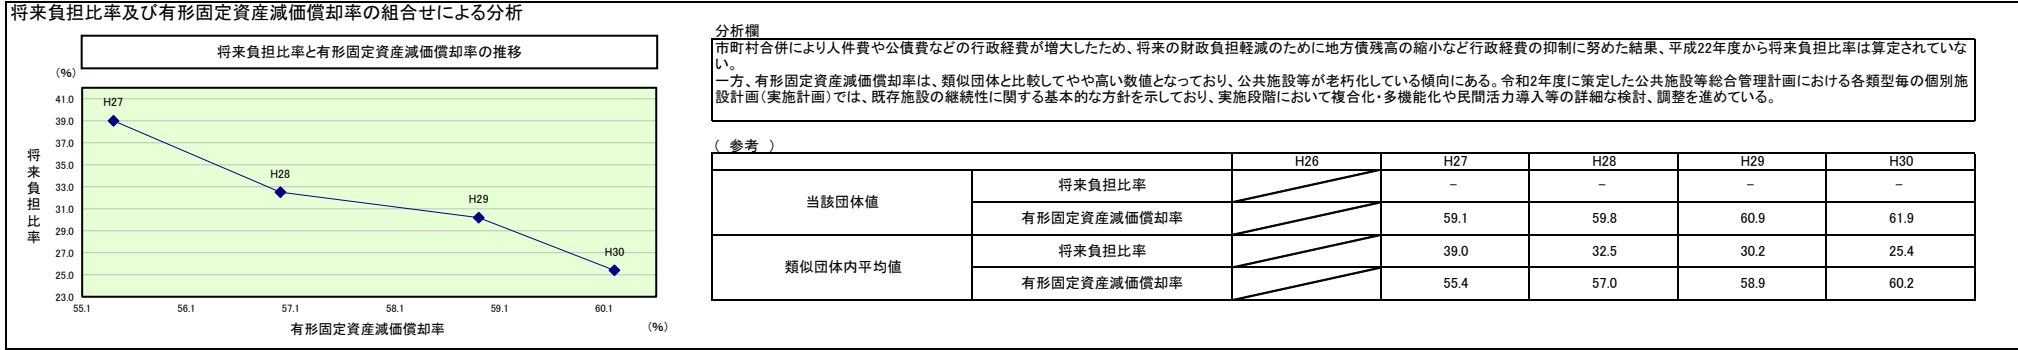 将来負担比率及び有形固定資産減価償却率の組合せによる分析
将来負担比率と有形固定資産減価償却率の推移
(%)
41.0
39.0
37.0
35.0
33.0
31.0
29.0
27.0
25.0
23.0
将来負担比率
H27
H28
H29
H30
55.1 56.1 57.1 58.1 59.1 60.1
有形固定資産減価償却率
(%)
分析欄
市町村合併により人件費や公債費などの行政経費が増大したため、将来の財政負担軽減のために地方債残高の縮小など行政経費の抑制に努めた結果、平成22年度から将来負担比率は算定されていな
い。
一方、有形固定資産減価償却率は、類似団体と比較してやや高い数値となっており、公共施設等が老朽化している傾向にある。令和2年度に策定した公共施設等総合管理計画における各類型毎の個別施
設計画(実施計画)では、既存施設の継続性に関する基本的な方針を示しており、実施段階において複合化・多機能化や民間活力導入等の詳細な検討、調整を進めている。
( 参考 )
H26 H27 H28 H29 H30
当該団体値
将来負担比率 - - - -
有形固定資産減価償却率 59.1 59.8 60.9 61.9
類似団体内平均値
将来負担比率 39.0 32.5 30.2 25.4
有形固定資産減価償却率 55.4 57.0 58.9 60.2